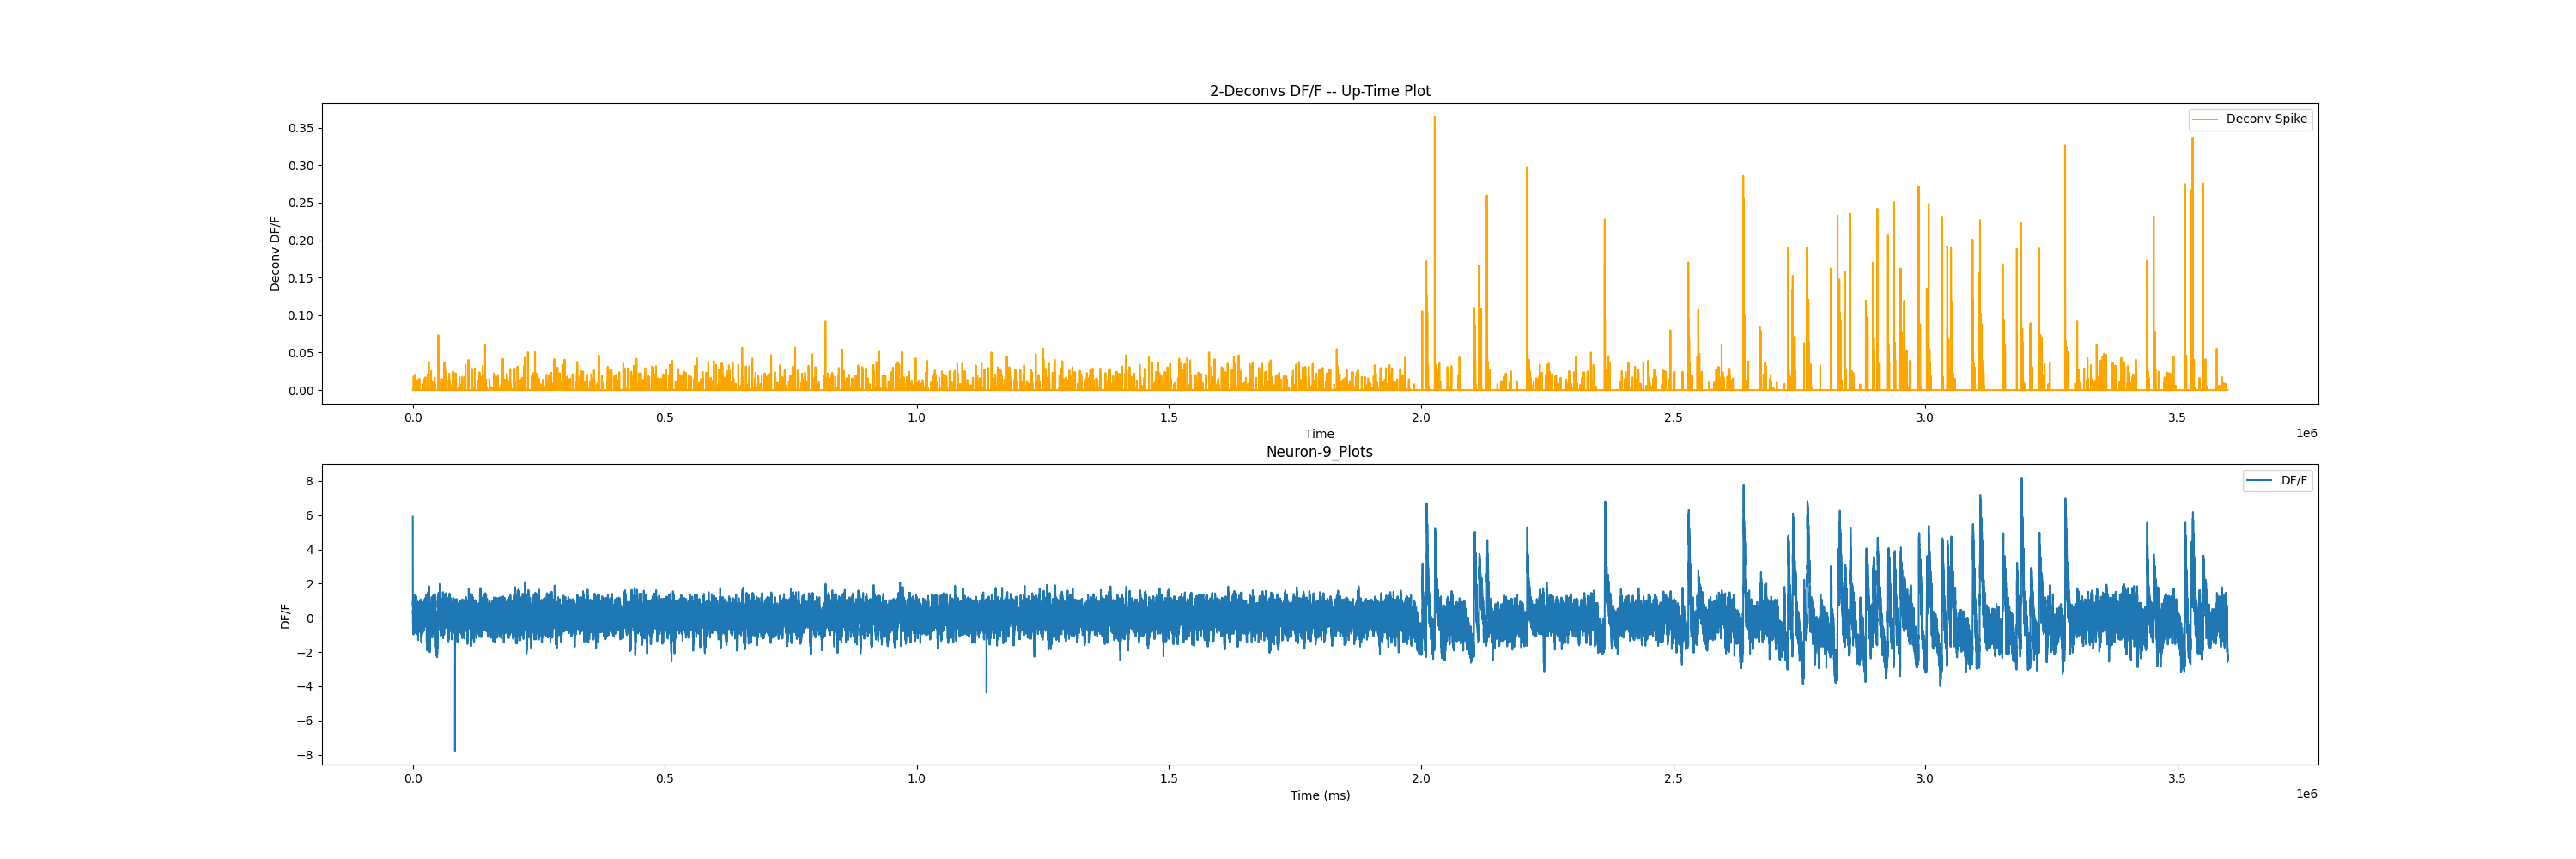 2-Deconvs DF/F -- Up-Time Plot
Deconv Spike
Deconv DF/F
0.35
0.30
0.25
0.20
0.15
0.10
0.05
0.00
0.0 0.5 1.0 1.5 2.0 2.5 3.0 3.5
Time
1e6
Neuron-9_Plots
DF/F
DF/F
8
6
4
2
0
−2
−4
−6
−8
0.0 0.5 1.0 1.5 2.0 2.5 3.0 3.5
Time (ms)
1e6